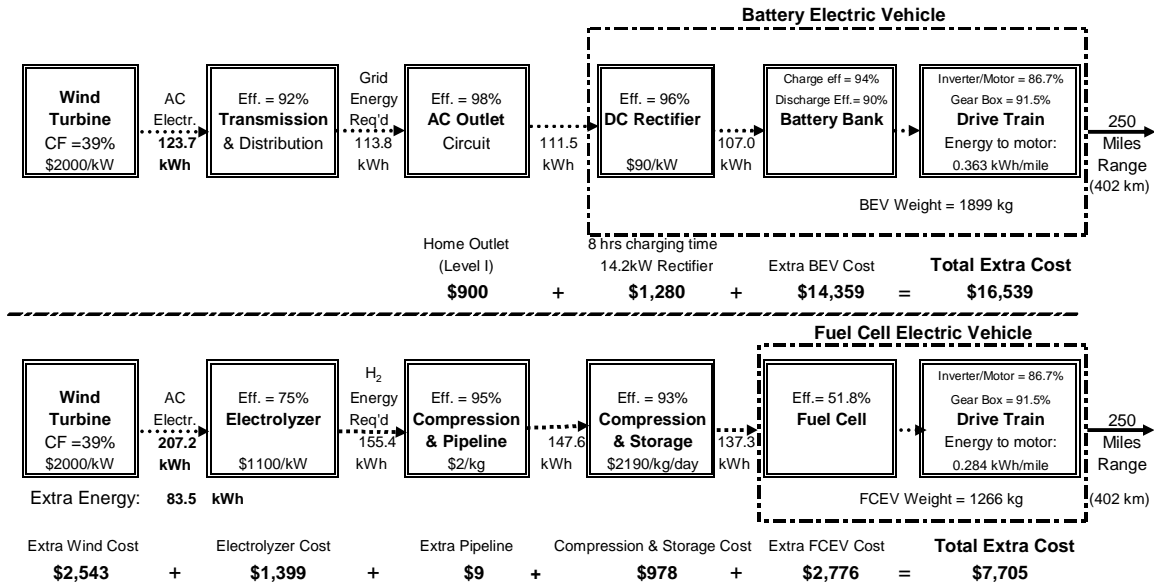 Battery Electric Vehicle
Wind
Turbine
CF =39%
$2000/kW
AC
Electr.
123.7
kWh
Eff. = 92%
Transmission
& Distribution
Grid
Energy
Req'd
113.8
kWh
Eff. = 98%
AC Outlet
Circuit
111.5
kWh
Eff. = 96%
DC Rectifier
$90/kW
107.0
kWh
Charge eff = 94%
Discharge Eff.= 90%
Battery Bank
Inverter/Motor = 86.7%
Gear Box = 91.5%
Drive Train
Energy to motor:
0.363 kWh/mile
250
Miles
Range
(402 km)
BEV Weight = 1899 kg
Home Outlet
(Level I)
$900
+
8 hrs charging time
14.2kW Rectifier
$1,280
+
Extra BEV Cost
$14,359
=
Total Extra Cost
$16,539
Fuel Cell Electric Vehicle
Wind
Turbine
CF =39%
$2000/kW
AC
Electr.
207.2
kWh
Eff. = 75%
Electrolyzer
$1100/kW
H2
Energy
Req'd
155.4
kWh
Eff. = 95%
Compression
& Pipeline
$2/kg
147.6
kWh
Eff. = 93%
Compression
& Storage
$2190/kg/day
137.3
kWh
Eff.= 51.8%
Fuel Cell
Inverter/Motor = 86.7%
Gear Box = 91.5%
Drive Train
Energy to motor:
0.284 kWh/mile
250
Miles
Range
(402 km)
Extra Energy: 83.5 kWh
FCEV Weight = 1266 kg
Extra Wind Cost
$2,543
+
Electrolyzer Cost
$1,399
+
Extra Pipeline
$9
+
Compression & Storage Cost
$978
+
Extra FCEV Cost
$2,776
=
Total Extra Cost
$7,705